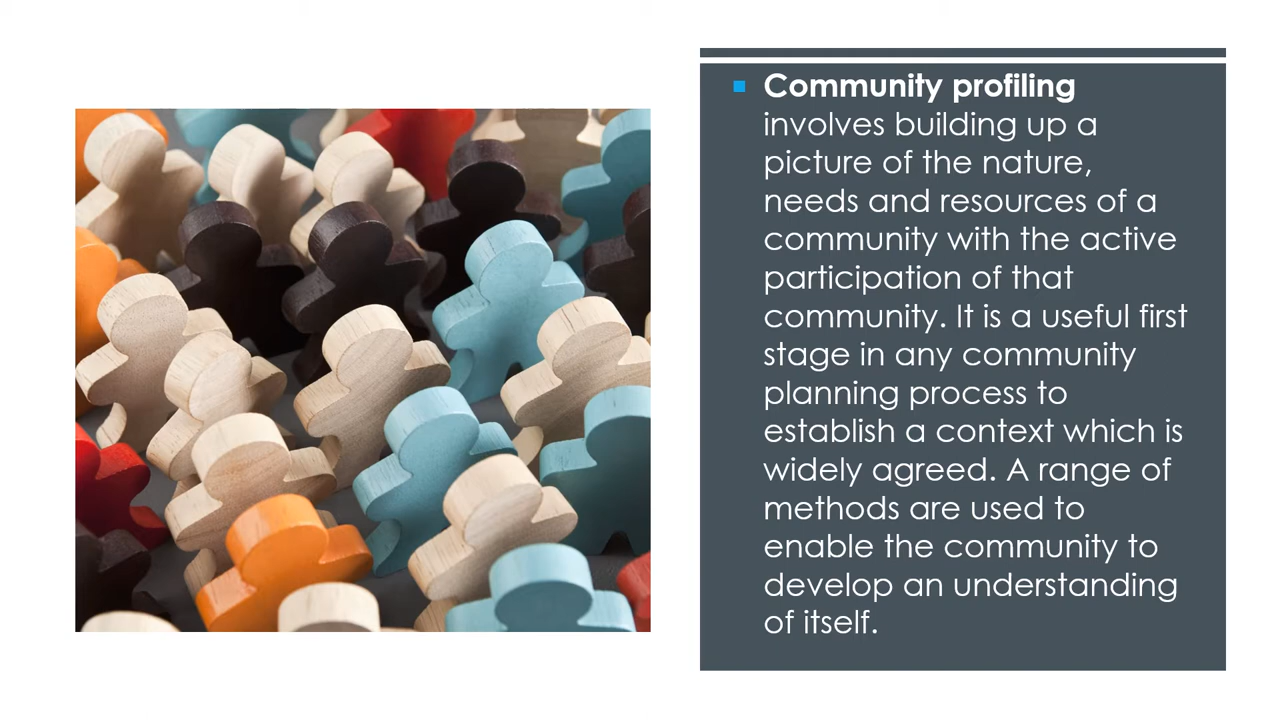 Community profiling
involves building up a
picture of the nature,
needs and resources of a
community with the active
participation of that
community. It is a useful first
stage in any community
planning process to
establish a context which is
widely agreed. A range of
methods are used to
enable the community to
develop an understanding
of itself.